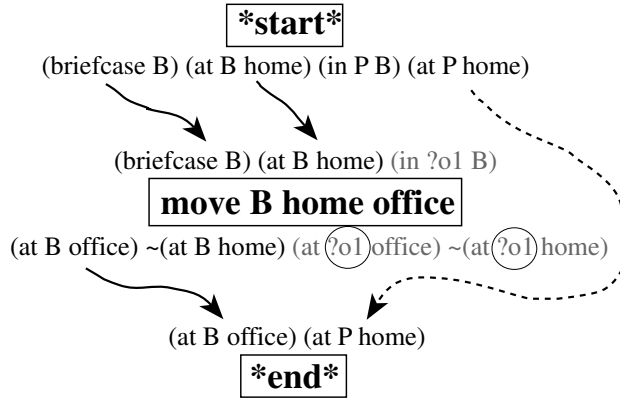 *start*
(briefcase B) (at B home) (in P B) (at P home)
(briefcase B) (at B home) (in ?o1 B)
move B home office
(at B office) ~(at B home) (at ?o1 office) ~(at ?o1 home)
(at B office) (at P home)
*end*